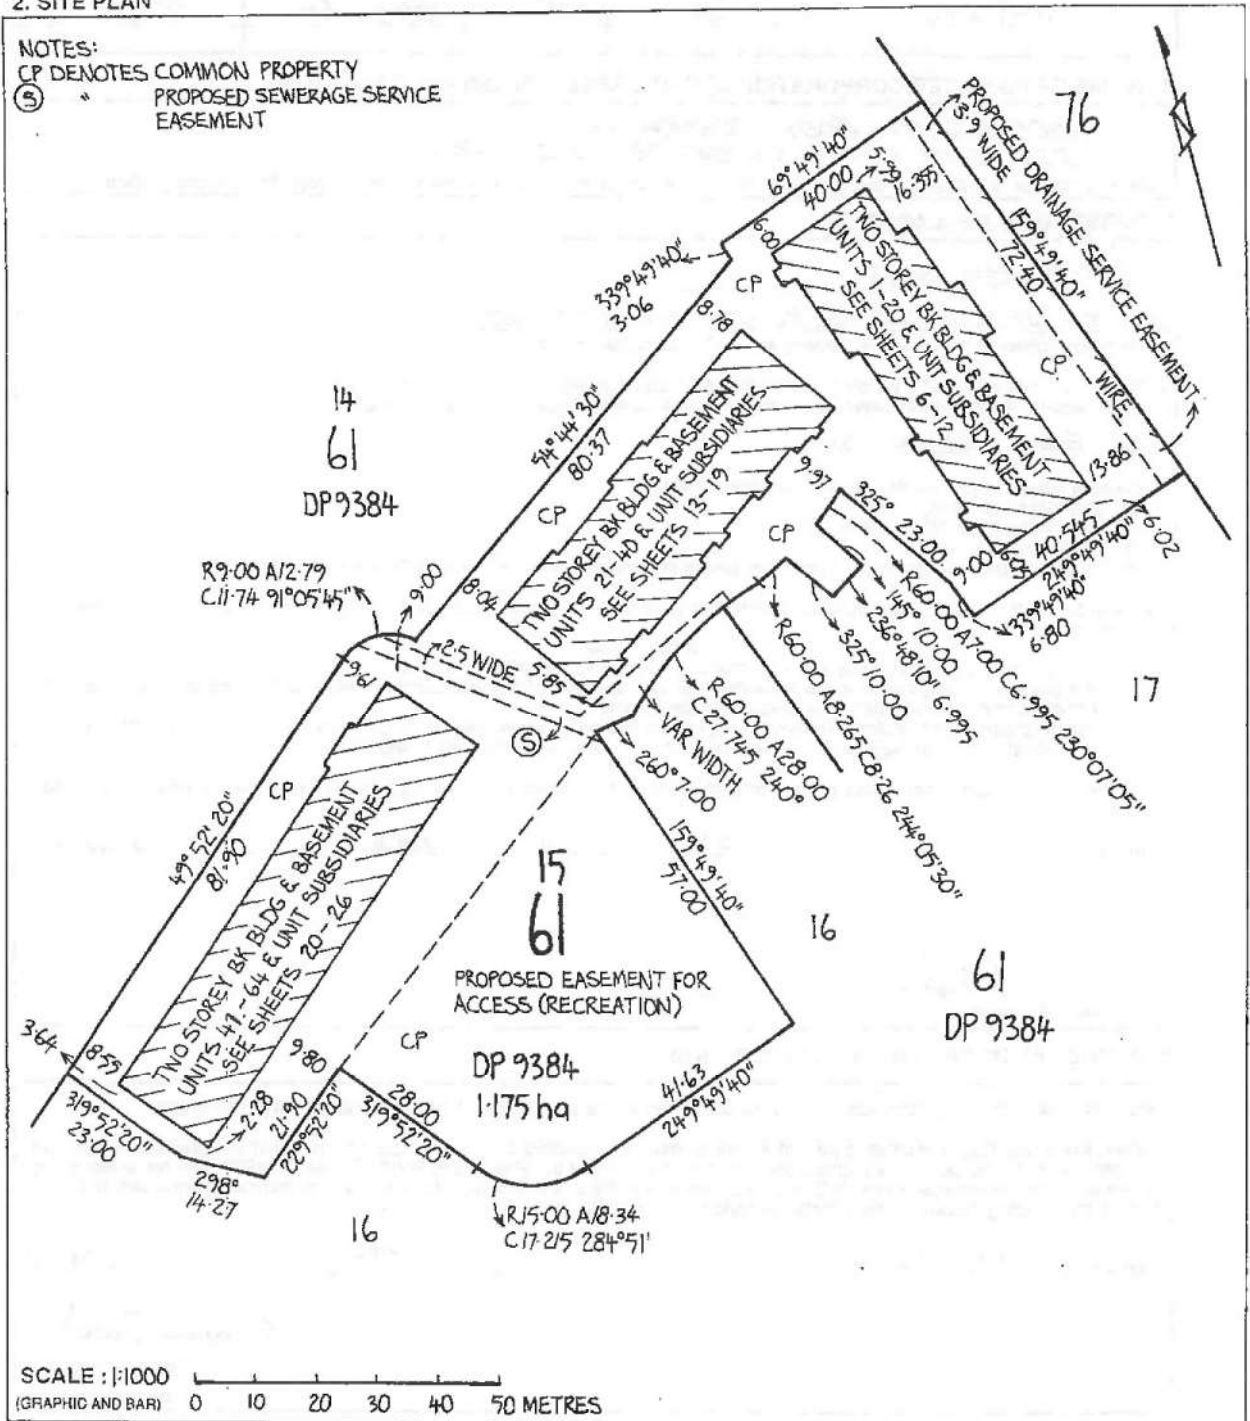 2. SITE PLAN
NOTES:
CP DENOTES COMMON PROPERTY
Ⓢ " PROPOSED SEWERAGE SERVICE
EASEMENT
76
PROPOSED DRAINAGE SERVICE EASEMENT
3.9 WIDE
159°49'40"
72.40
WIRE
69°49'40"
40.00
5.99
16.355
6.00
339°49'40"
3.06
CP
8.78
TWO STOREY BK BLDG & BASEMENT
UNITS 1-20 & UNIT SUBSIDIARIES
SEE SHEETS 6-12
CP
14
61
DP 9384
54°44'30"
80.37
CP
TWO STOREY BK BLDG & BASEMENT
UNITS 21-40 & UNIT SUBSIDIARIES
SEE SHEETS 13-19
9.97
CP
325° 23.00
9.00
6.05
13.86
40.545
249°49'40"
6.02
339°49'40"
6.80
R60.00 A7.00 C6.995 230°07'05"
145° 10.00
236°48'10" 6.995
325° 10.00
R60.00 A8.265 C8.26 244°05'30"
17
R9.00 A12.79
C11.74 91°05'45"
9.00
8.04
2.5 WIDE
5.85
9.61
Ⓢ
R60.00 A28.00
C27.745 240°
VAR WIDTH
260° 7.00
CP
49°52'20"
81.90
TWO STOREY BK BLDG & BASEMENT
UNITS 41-64 & UNIT SUBSIDIARIES
SEE SHEETS 20-26
159°49'40"
57.00
15
61
PROPOSED EASEMENT FOR
ACCESS (RECREATION)
DP 9384
1.175 ha
16
61
DP 9384
CP
3.64
8.55
319°52'20"
23.00
2.28
9.80
21.90
229°52'20"
298°
14.27
28.00
319°52'20"
41.63
249°49'40"
16
R15.00 A18.34
C17.215 284°51'
SCALE : 1:1000
(GRAPHIC AND BAR) 0 10 20 30 40 50 METRES